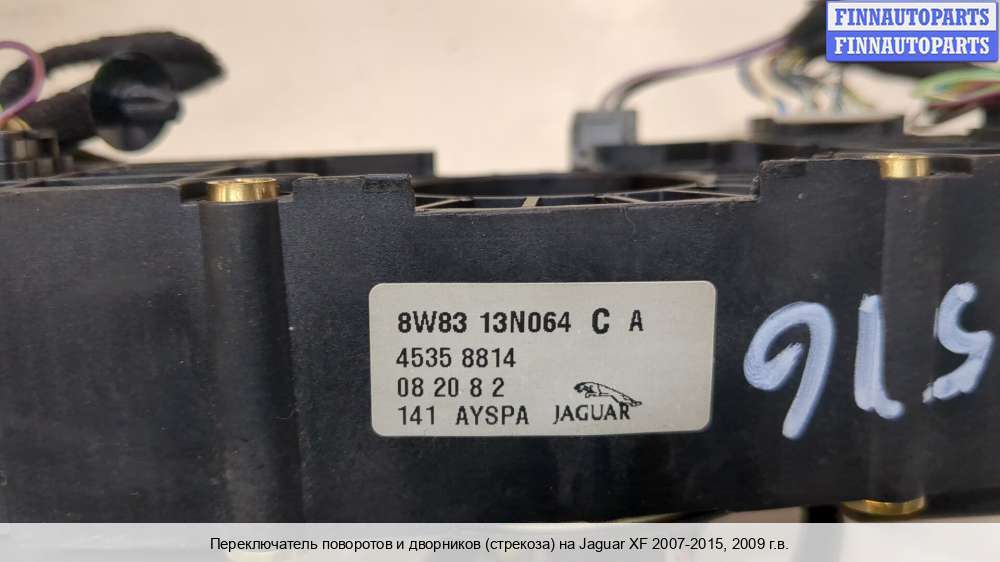 FINNAUTOPARTS
FINNAUTOPARTS
8W83 13N064 C A
4535 8814
08 20 8 2
141 AYSPA JAGUAR
516
Переключатель поворотов и дворников (стрекоза) на Jaguar XF 2007-2015, 2009 г.в.